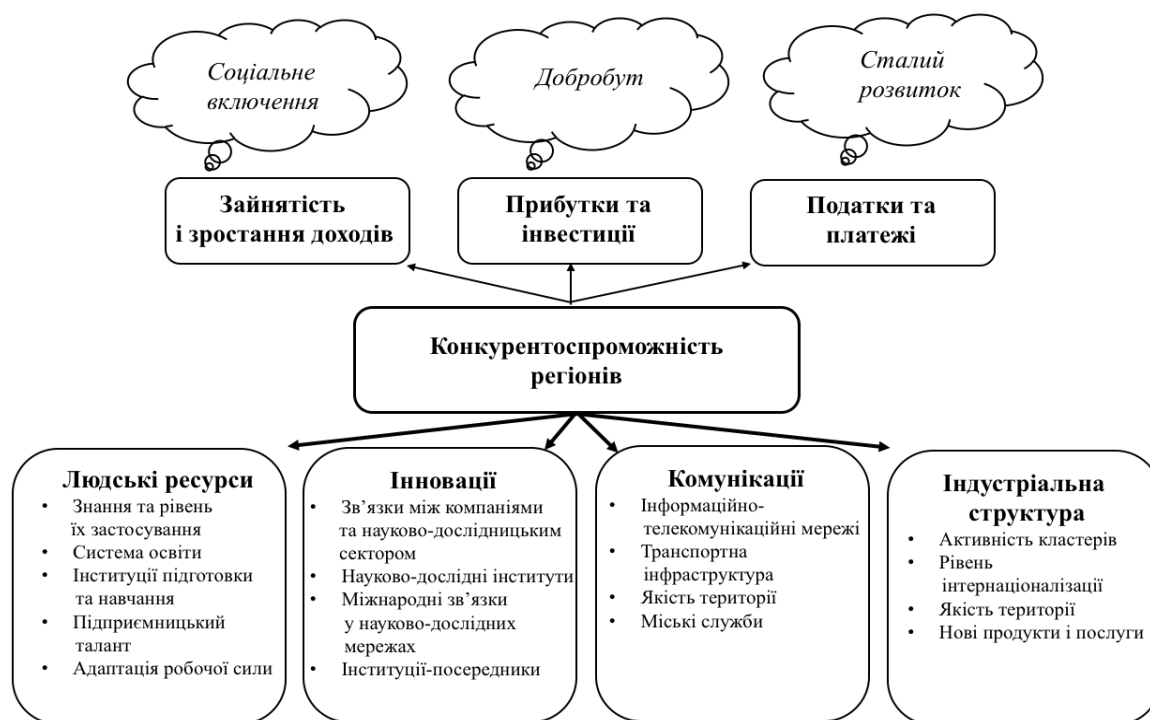 Соціальне
включення
Добробут
Сталий
розвиток
Зайнятість
і зростання доходів
Прибутки та
інвестиції
Податки та
платежі
Конкурентоспроможність
регіонів
Людські ресурси
• Знання та рівень
їх застосування
• Система освіти
• Інституції підготовки
та навчання
• Підприємницький
талант
• Адаптація робочої сили
Інновації
• Зв’язки між компаніями
та науково-дослідницьким
сектором
• Науково-дослідні інститути
• Міжнародні зв’язки
у науково-дослідних
мережах
• Інституції-посередники
Комунікації
• Інформаційно-
телекомунікаційні мережі
• Транспортна
інфраструктура
• Якість території
• Міські служби
Індустріальна
структура
• Активність кластерів
• Рівень
інтернаціоналізації
• Якість території
• Нові продукти і послуги